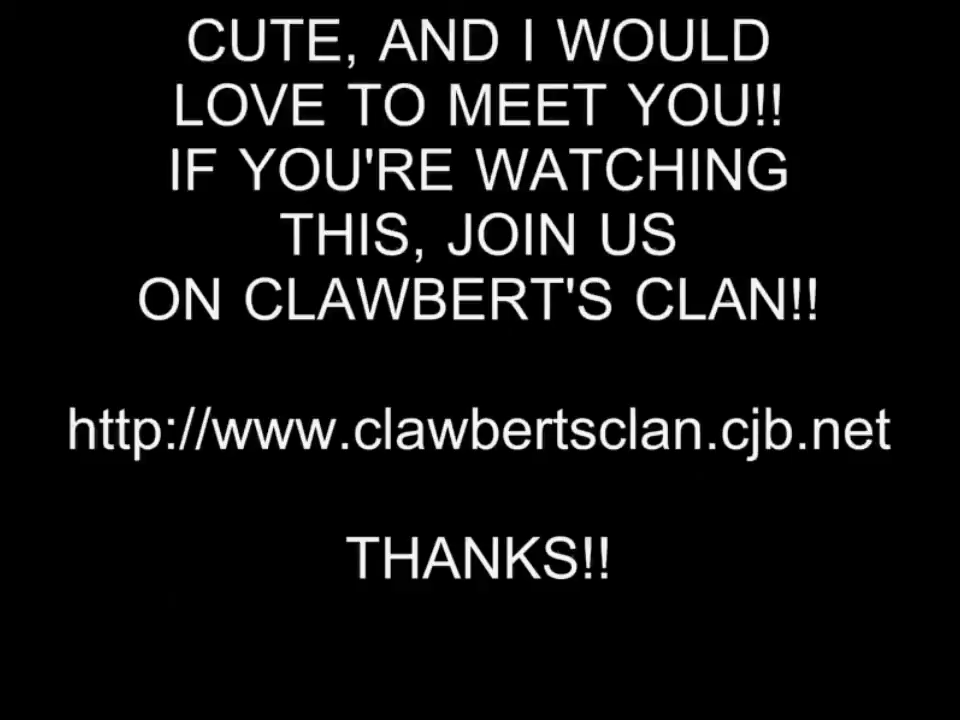 CUTE, AND I WOULD
LOVE TO MEET YOU!!
IF YOU'RE WATCHING
THIS, JOIN US
ON CLAWBERT'S CLAN!!
http://www.clawbertsclan.cjb.net
THANKS!!